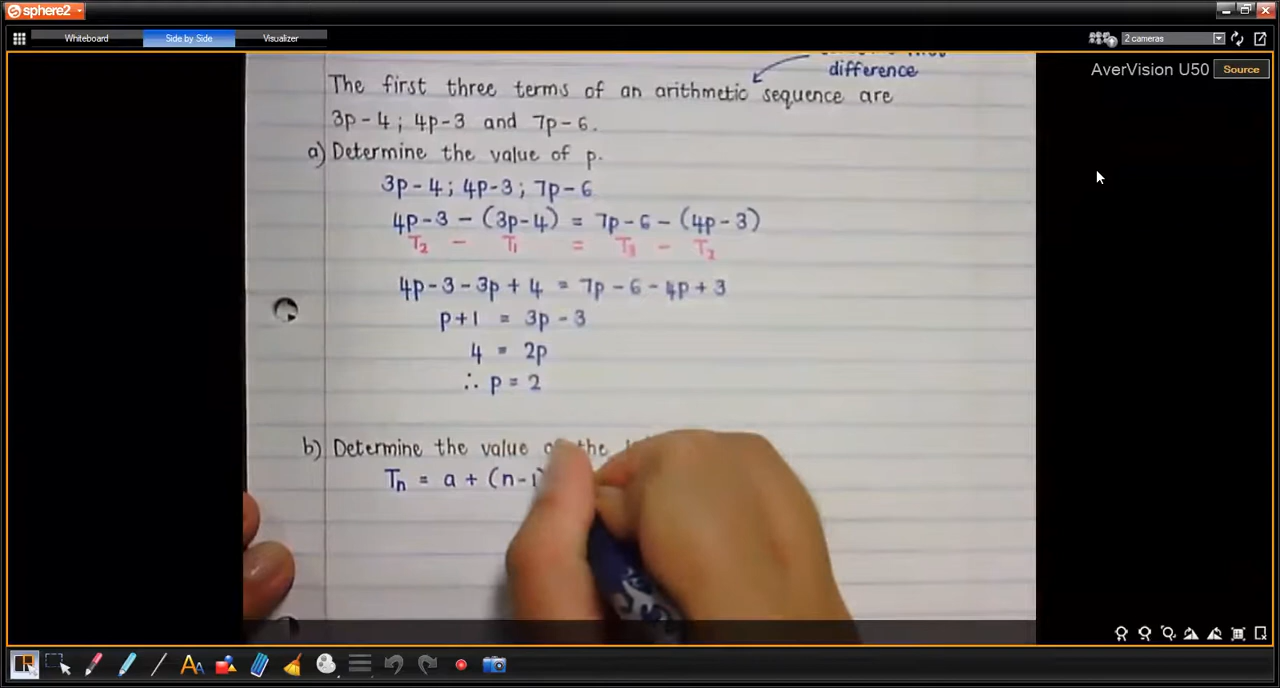 sphere2
Whiteboard
Side by Side
Visualizer
2 cameras
AverVision U50
Source
difference
The first three terms of an arithmetic sequence are
3p-4; 4p-3 and 7p-6.
a) Determine the value of p.
3p-4; 4p-3; 7p-6
4p-3-(3p-4) = 7p-6-(4p-3)
T₂ - T₁ = T₃ - T₂
4p-3-3p+4 = 7p-6-4p+3
p+1 = 3p-3
4 = 2p
∴ p = 2
b) Determine the value of the
Tn = a + (n-1)